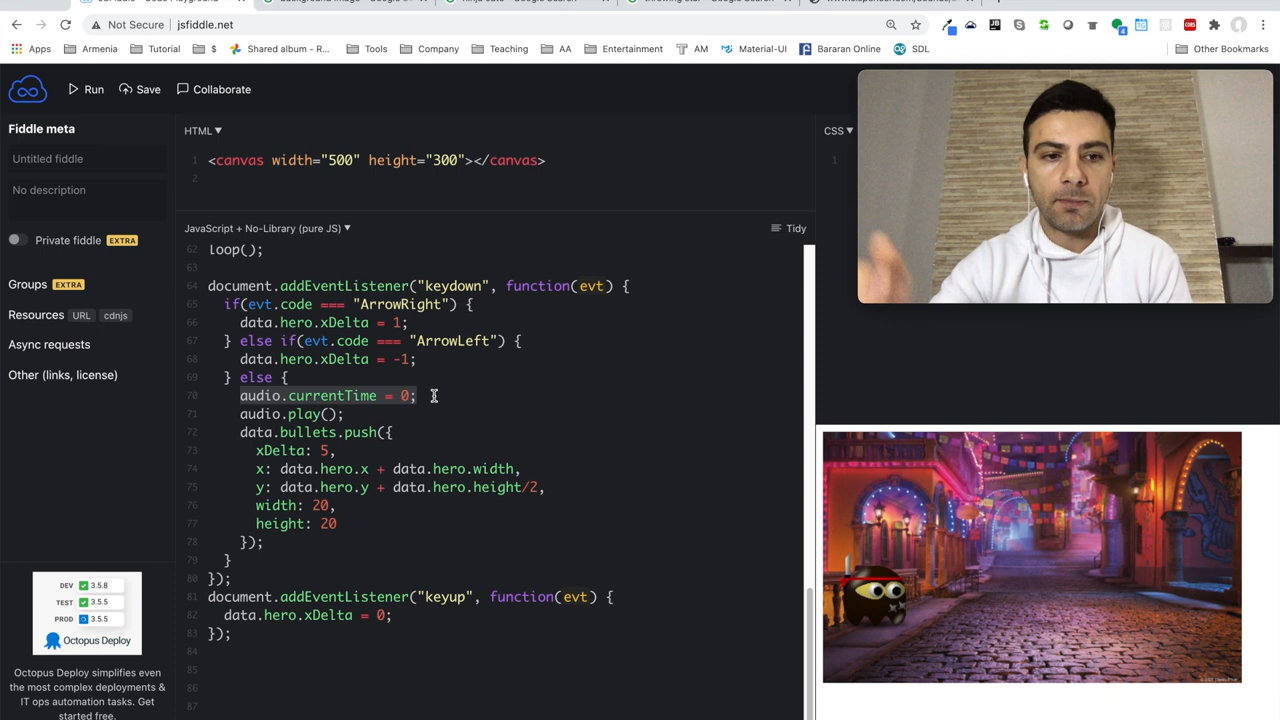 Not Secure | jsfiddle.net
Apps Armenia Tutorial $ Shared album - R... Tools Company Teaching AA Entertainment AM Material-UI Bararan Online SDL Other Bookmarks
Run Save Collaborate
Fiddle meta
Untitled fiddle
No description
Private fiddle EXTRA
Groups EXTRA
Resources URL cdnjs
Async requests
Other (links, license)
DEV 3.5.8
TEST 3.5.5
PROD 3.5.5
Octopus Deploy
Octopus Deploy simplifies even
the most complex deployments &
IT ops automation tasks. Get
started free.
HTML ▼
1 <canvas width="500" height="300"></canvas>
2
JavaScript + No-Library (pure JS) ▼ Tidy
62 loop();
63
64 document.addEventListener("keydown", function(evt) {
65 if(evt.code === "ArrowRight") {
66 data.hero.xDelta = 1;
67 } else if(evt.code === "ArrowLeft") {
68 data.hero.xDelta = -1;
69 } else {
70 audio.currentTime = 0;
71 audio.play();
72 data.bullets.push({
73 xDelta: 5,
74 x: data.hero.x + data.hero.width,
75 y: data.hero.y + data.hero.height/2,
76 width: 20,
77 height: 20
78 });
79 }
80 });
81 document.addEventListener("keyup", function(evt) {
82 data.hero.xDelta = 0;
83 });
84
85
86
87
CSS ▼
1